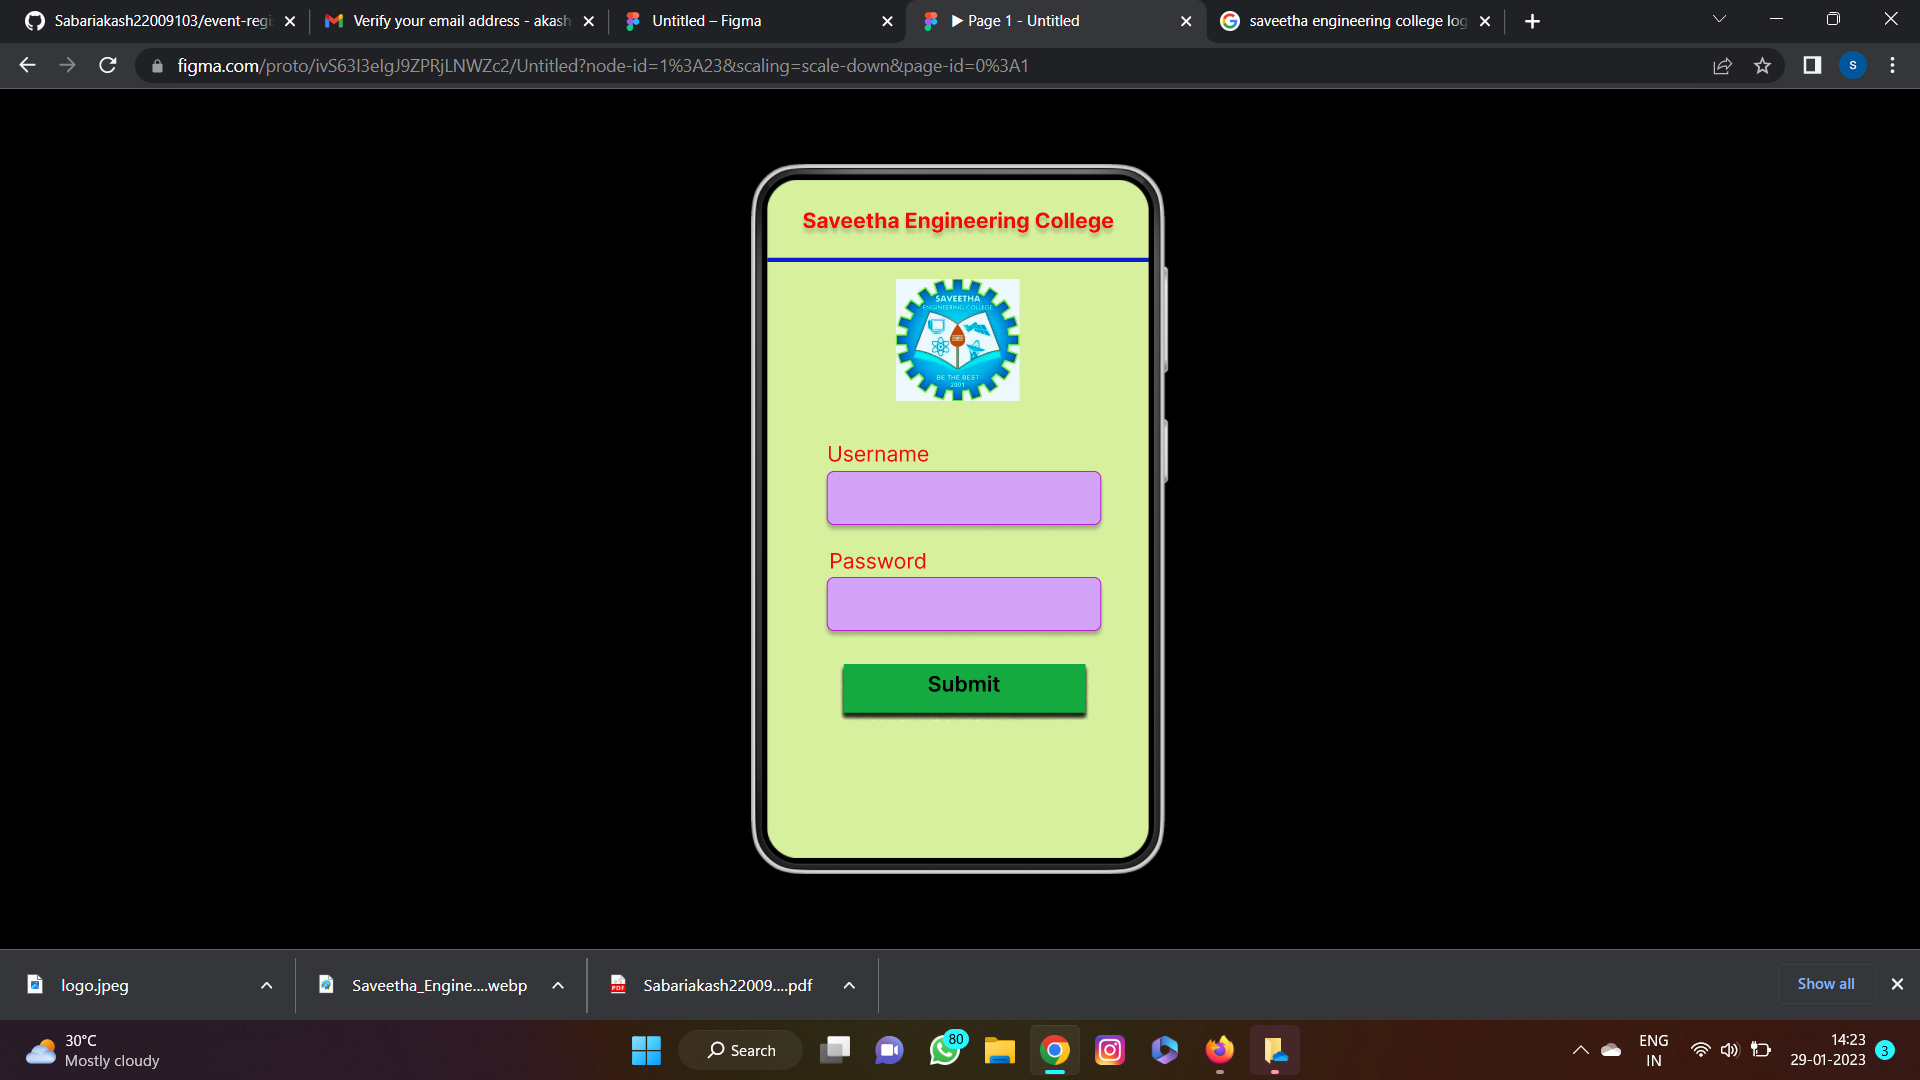 Sabariakash22009103/event-regi
Verify your email address - akash
Untitled – Figma
▶ Page 1 - Untitled
saveetha engineering college log
figma.com/proto/ivS63I3eIgJ9ZPRjLNWZc2/Untitled?node-id=1%3A23&scaling=scale-down&page-id=0%3A1
S
Saveetha Engineering College
SAVEETHA
ENGINEERING COLLEGE
BE THE BEST
2001
Username
Password
Submit
logo.jpeg
Saveetha_Engine....webp
PDF
Sabariakash22009....pdf
Show all
30°C
Mostly cloudy
Search
80
ENG
IN
14:23
29-01-2023
3